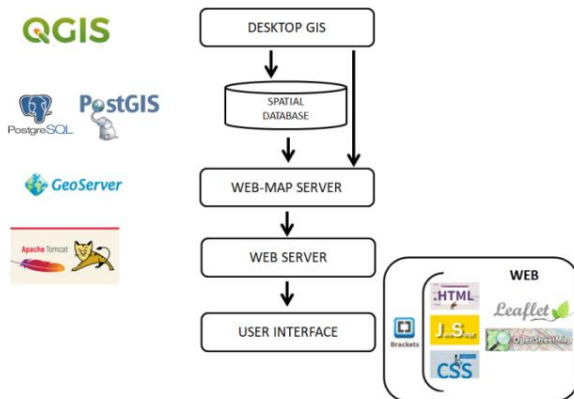 QGIS
DESKTOP GIS
PostgreSQL
PostGIS
SPATIAL
DATABASE
GeoServer
WEB-MAP SERVER
Apache Tomcat
WEB SERVER
WEB
HTML
Leaflet
Brackets
OpenStreetMap
CSS
USER INTERFACE